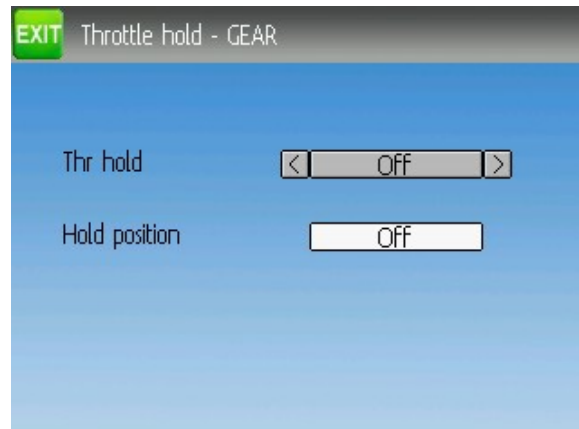 EXIT Throttle hold - GEAR
Thr hold < Off >
Hold position Off